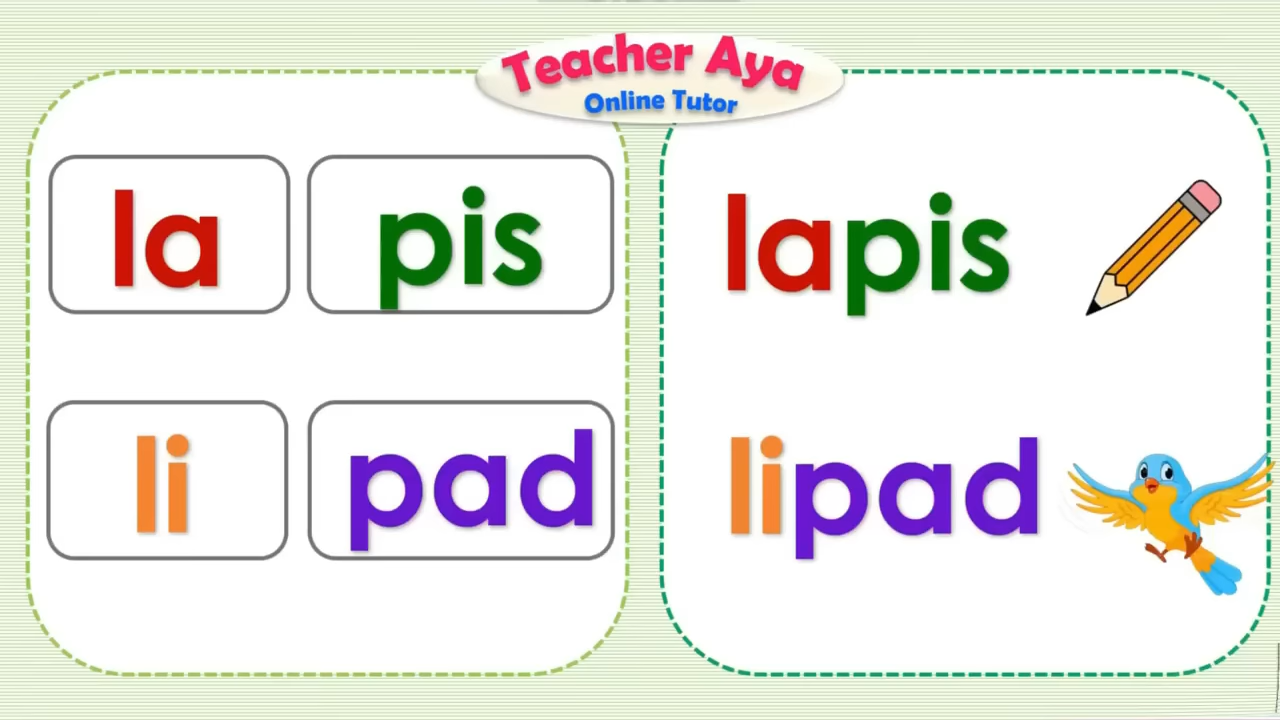 Teacher Aya
Online Tutor
la pis
lapis
li pad
lipad